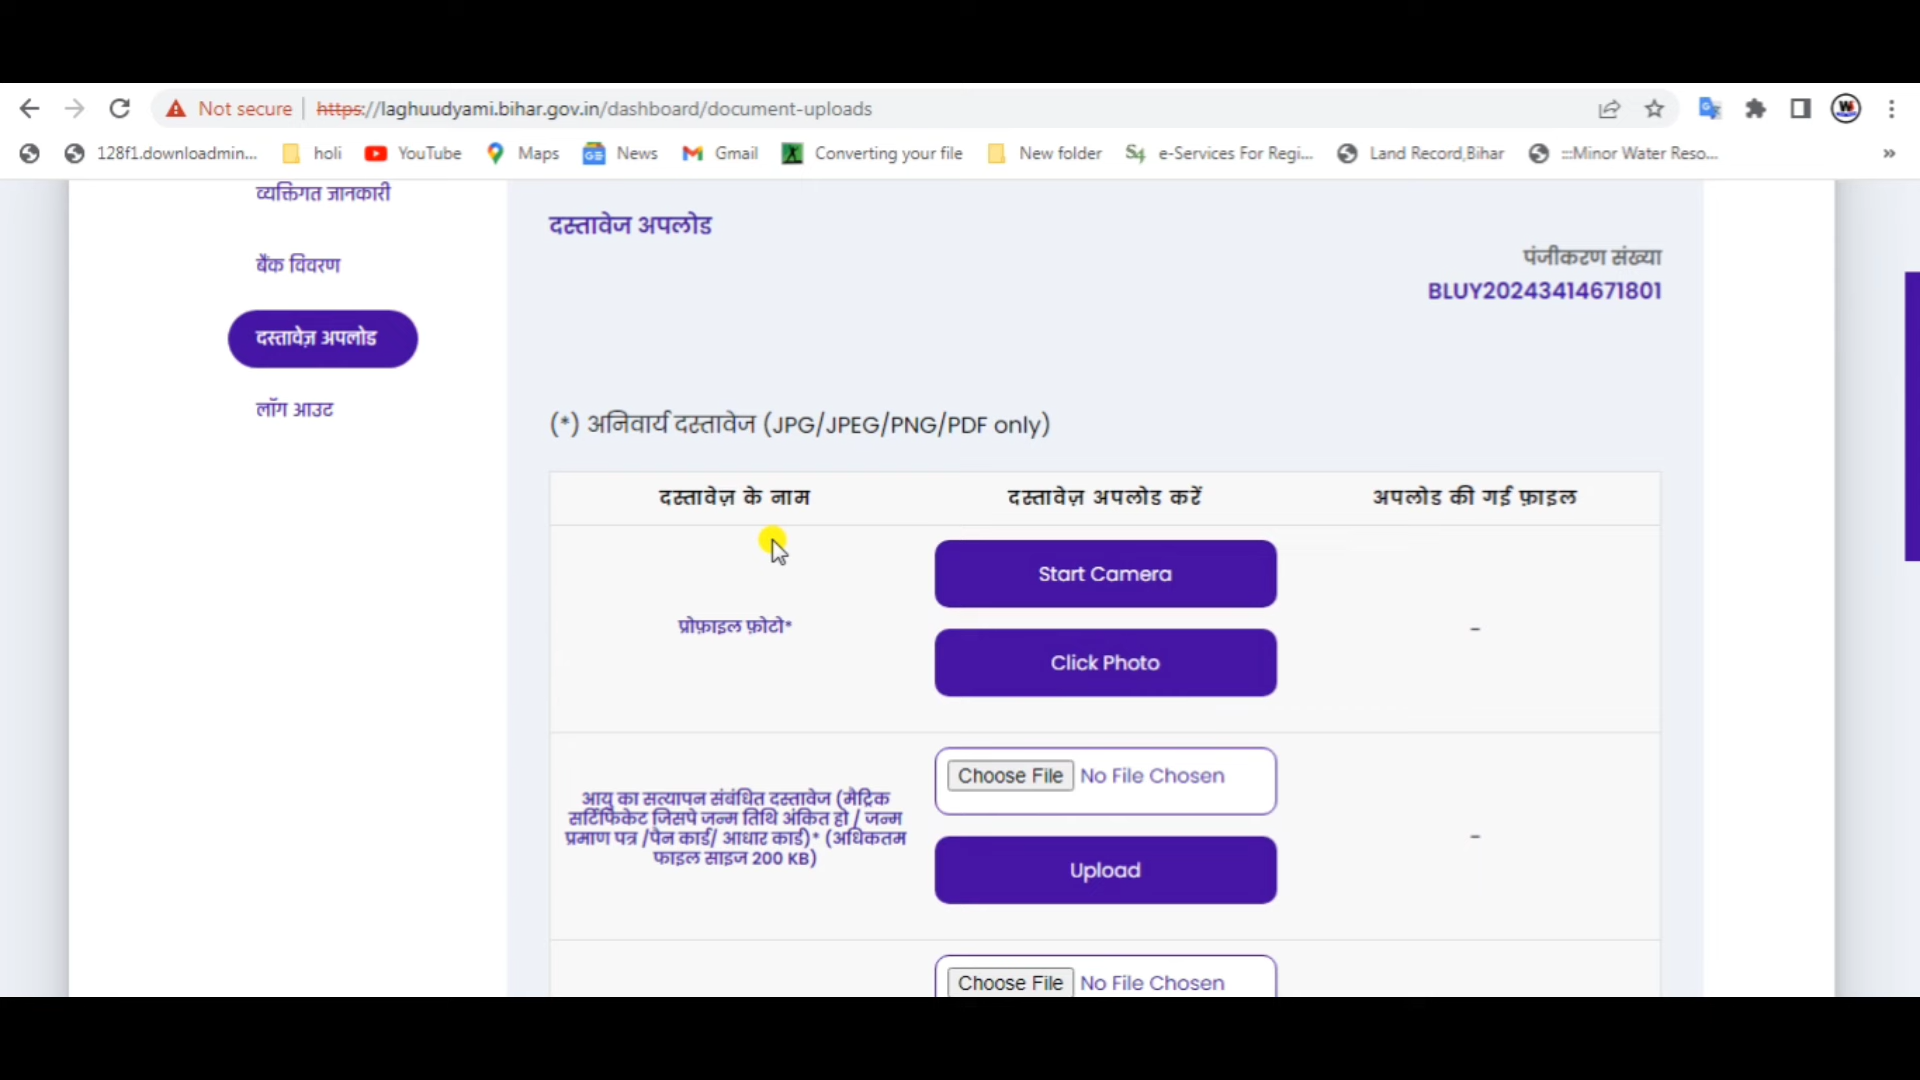 Not secure https://laghuudyami.bihar.gov.in/dashboard/document-uploads
128f1.downloadmin... holi YouTube Maps News Gmail Converting your file New folder e-Services For Regi... Land Record,Bihar :::Minor Water Reso... »
व्यक्तिगत जानकारी
बैंक विवरण
दस्तावेज़ अपलोड
लॉग आउट
दस्तावेज अपलोड
पंजीकरण संख्या
BLUY20243414671801
(*) अनिवार्य दस्तावेज (JPG/JPEG/PNG/PDF only)
दस्तावेज़ के नाम दस्तावेज़ अपलोड करें अपलोड की गई फ़ाइल
Start Camera
प्रोफ़ाइल फ़ोटो* -
Click Photo
Choose File No File Chosen
आयु का सत्यापन संबंधित दस्तावेज (मैट्रिक
सर्टिफिकेट जिसपे जन्म तिथि अंकित हो / जन्म
प्रमाण पत्र /पैन कार्ड/ आधार कार्ड)* (अधिकतम
फाइल साइज 200 KB)
-
Upload
Choose File No File Chosen